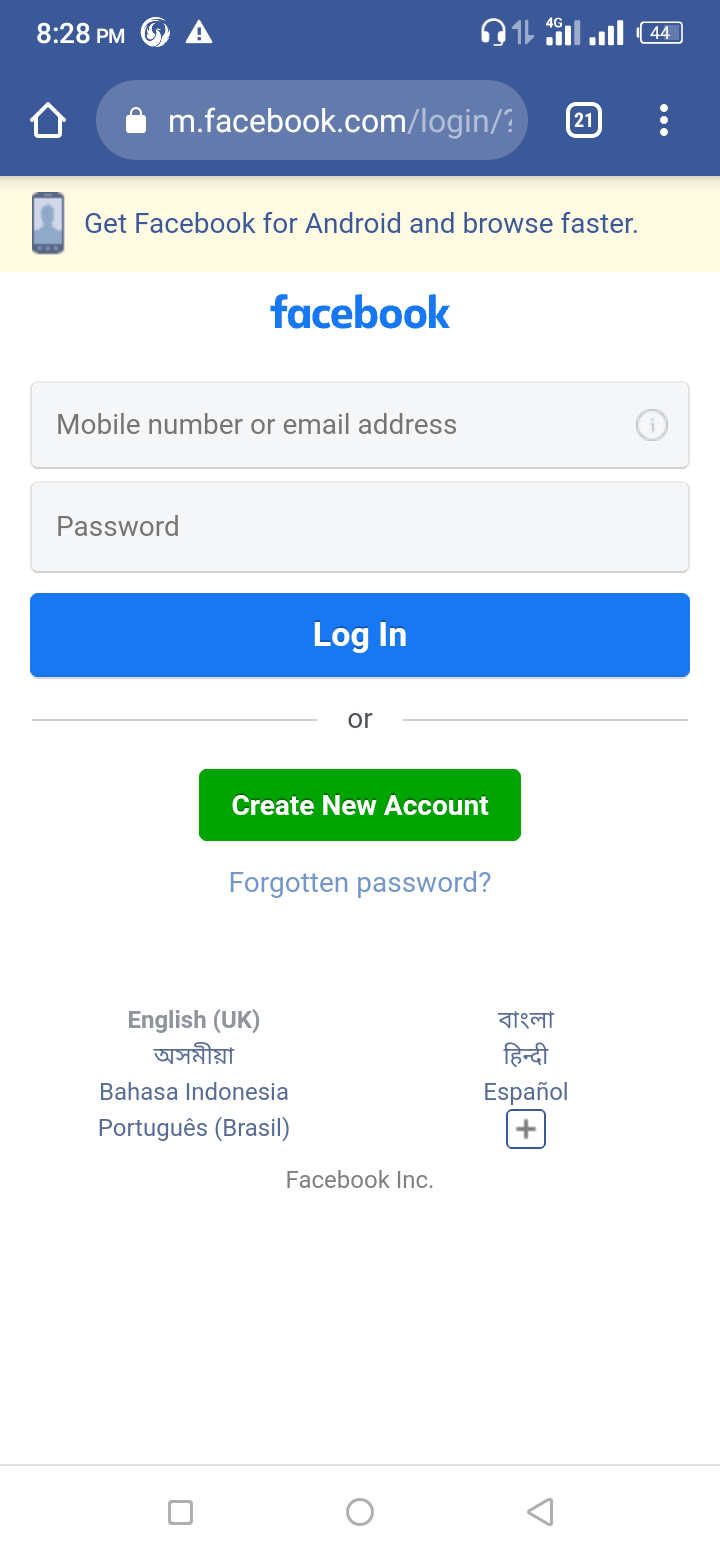 8:28 PM
4G
44
m.facebook.com/login/?
21
Get Facebook for Android and browse faster.
facebook
Mobile number or email address
i
Password
Log In
or
Create New Account
Forgotten password?
English (UK)
বাংলা
অসমীয়া
हिन्दी
Bahasa Indonesia
Español
Português (Brasil)
+
Facebook Inc.